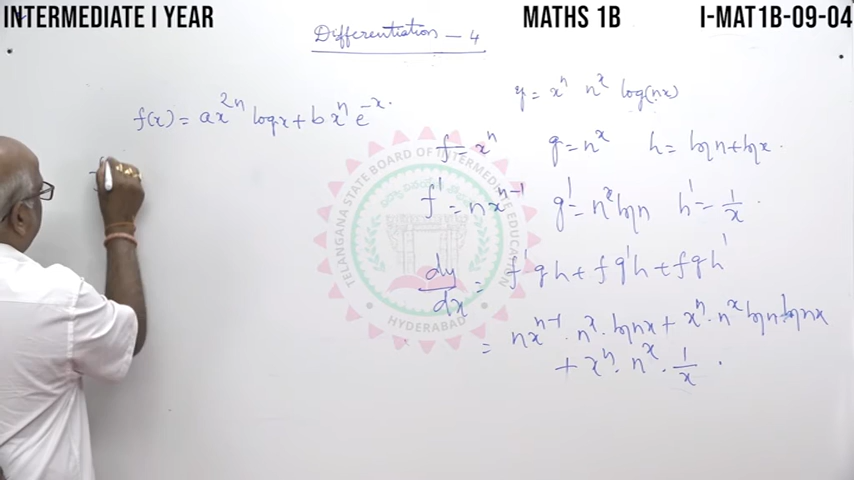 INTERMEDIATE I YEAR
MATHS 1B
I-MAT1B-09-04
Differentiation - 4
f(x) = ax^2n log x + b x^n e^-x.
y = x^n n^x log(nx)
f = x^n g = n^x h = log n + log x.
f' = nx^n-1 g' = n^x log n h' = 1/x.
dy/dx = f'gh + fg'h + fgh'
= nx^n-1 . n^x . log nx + x^n . n^x log n . log nx
+ x^n . n^x . 1/x .
TELANGANA STATE BOARD OF INTERMEDIATE EDUCATION
HYDERABAD